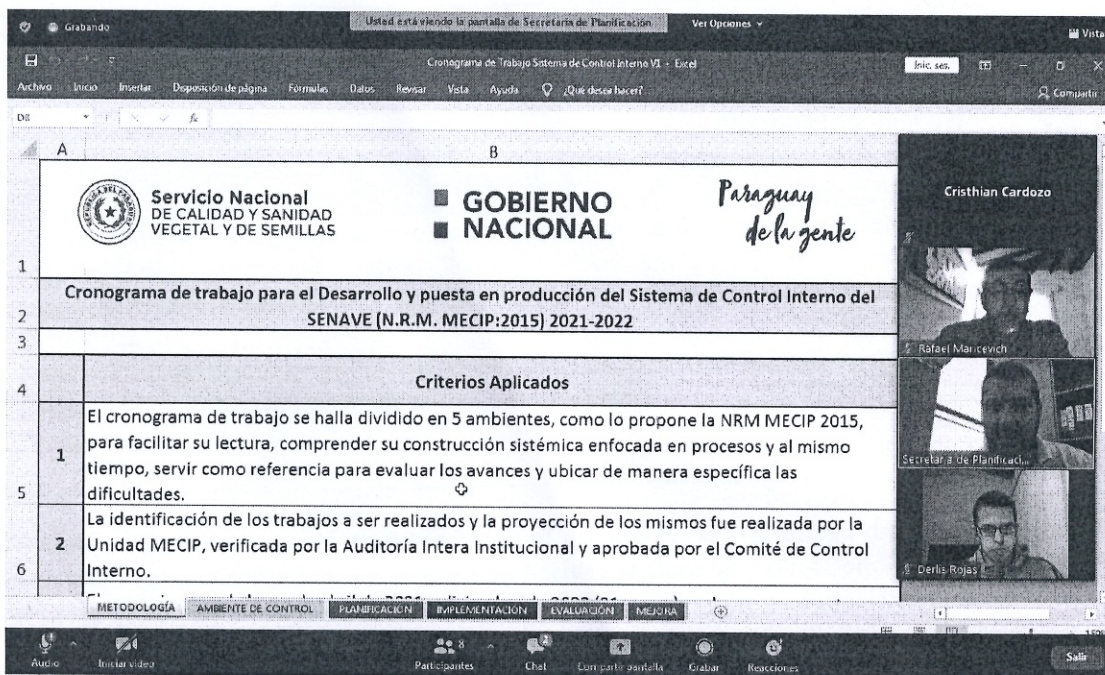 Grabando
Usted está viendo la pantalla de Secretaría de Planificación
Ver Opciones
Vista
Cronograma de Trabajo Sistema de Control Interno V1 - Excel
Inic. ses.
Archivo Inicio Insertar Disposición de página Fórmulas Datos Revisar Vista Ayuda ¿Qué desea hacer?
Compartir
fx
A B
Servicio Nacional
DE CALIDAD Y SANIDAD
VEGETAL Y DE SEMILLAS
GOBIERNO
NACIONAL
Paraguay
de la gente
Cristhian Cardozo
1
Cronograma de trabajo para el Desarrollo y puesta en producción del Sistema de Control Interno del
2 SENAVE (N.R.M. MECIP:2015) 2021-2022
3
Rafael Marcevich
4 Criterios Aplicados
El cronograma de trabajo se halla dividido en 5 ambientes, como lo propone la NRM MECIP 2015,
para facilitar su lectura, comprender su construcción sistémica enfocada en procesos y al mismo
1 tiempo, servir como referencia para evaluar los avances y ubicar de manera específica las
5 dificultades.
Secretaría de Planificaci...
La identificación de los trabajos a ser realizados y la proyección de los mismos fue realizada por la
2 Unidad MECIP, verificada por la Auditoría Intera Institucional y aprobada por el Comité de Control
6 Interno.
Derlis Rojas
METODOLOGÍA AMBIENTE DE CONTROL PLANIFICACIÓN IMPLEMENTACIÓN EVALUACIÓN MEJORA
150%
Audio Iniciar video Participantes 8 Chat 2 Compartir pantalla Grabar Reacciones Salir